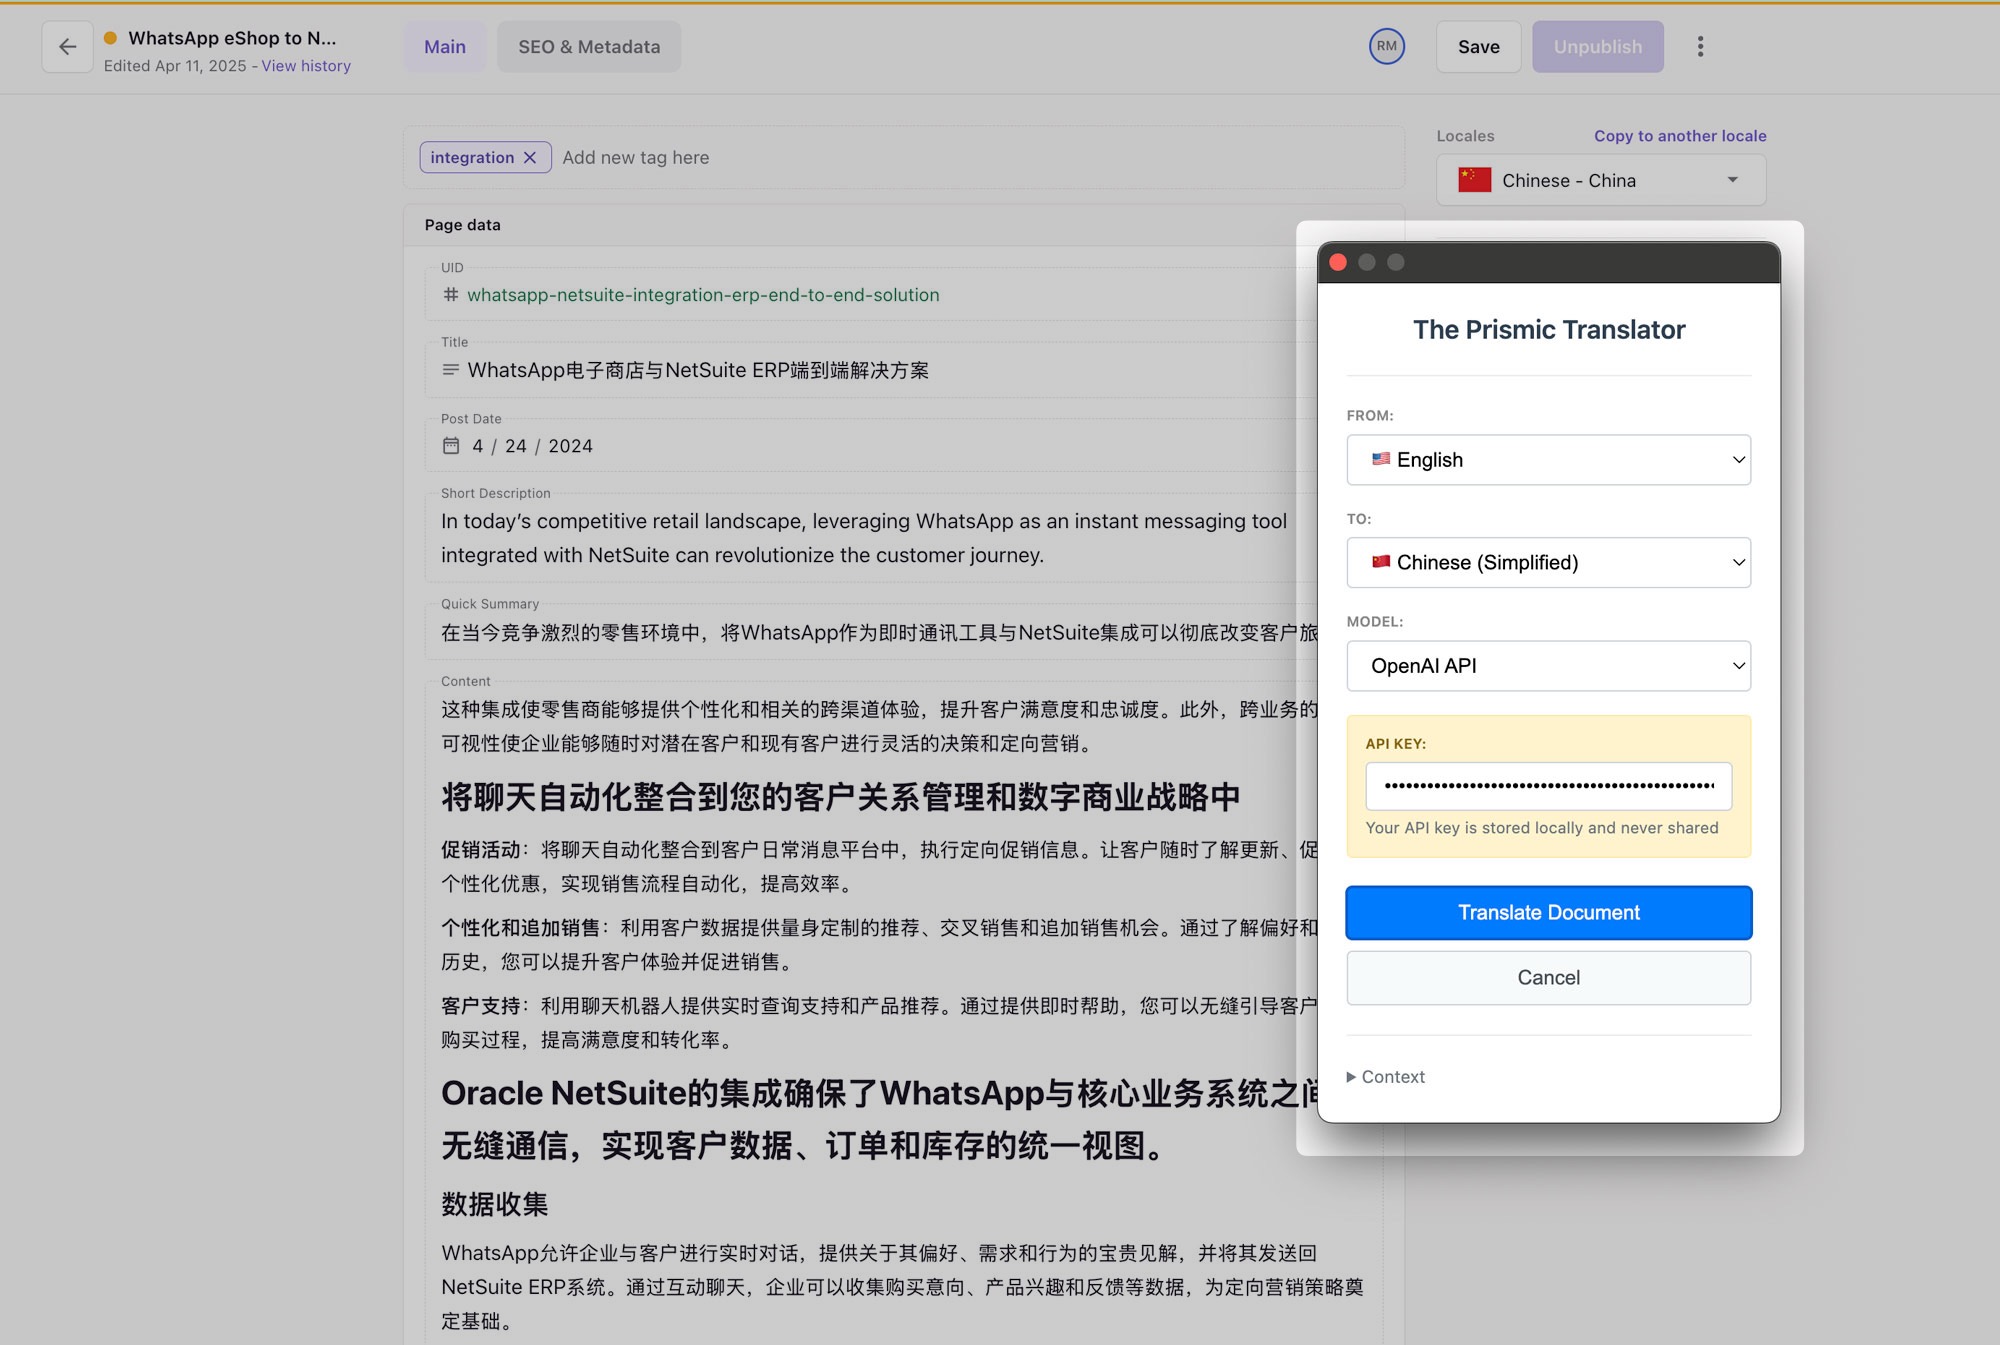 WhatsApp eShop to N...
Edited Apr 11, 2025 - View history
Main
SEO & Metadata
RM
Save
Unpublish
integration
Add new tag here
Locales
Copy to another locale
Chinese - China
Page data
UID
whatsapp-netsuite-integration-erp-end-to-end-solution
Title
WhatsApp电子商店与NetSuite ERP端到端解决方案
Post Date
4 / 24 / 2024
Short Description
In today’s competitive retail landscape, leveraging WhatsApp as an instant messaging tool
integrated with NetSuite can revolutionize the customer journey.
Quick Summary
在当今竞争激烈的零售环境中，将WhatsApp作为即时通讯工具与NetSuite集成可以彻底改变客户旅
Content
这种集成使零售商能够提供个性化和相关的跨渠道体验，提升客户满意度和忠诚度。此外，跨业务的
可视性使企业能够随时对潜在客户和现有客户进行灵活的决策和定向营销。
将聊天自动化整合到您的客户关系管理和数字商业战略中
促销活动：将聊天自动化整合到客户日常消息平台中，执行定向促销信息。让客户随时了解更新、促
个性化优惠，实现销售流程自动化，提高效率。
个性化和追加销售：利用客户数据提供量身定制的推荐、交叉销售和追加销售机会。通过了解偏好和
历史，您可以提升客户体验并促进销售。
客户支持：利用聊天机器人提供实时查询支持和产品推荐。通过提供即时帮助，您可以无缝引导客户
购买过程，提高满意度和转化率。
Oracle NetSuite的集成确保了WhatsApp与核心业务系统之间
无缝通信，实现客户数据、订单和库存的统一视图。
数据收集
WhatsApp允许企业与客户进行实时对话，提供关于其偏好、需求和行为的宝贵见解，并将其发送回
NetSuite ERP系统。通过互动聊天，企业可以收集购买意向、产品兴趣和反馈等数据，为定向营销策略奠
定基础。
The Prismic Translator
FROM:
English
TO:
Chinese (Simplified)
MODEL:
OpenAI API
API KEY:
Your API key is stored locally and never shared
Translate Document
Cancel
Context